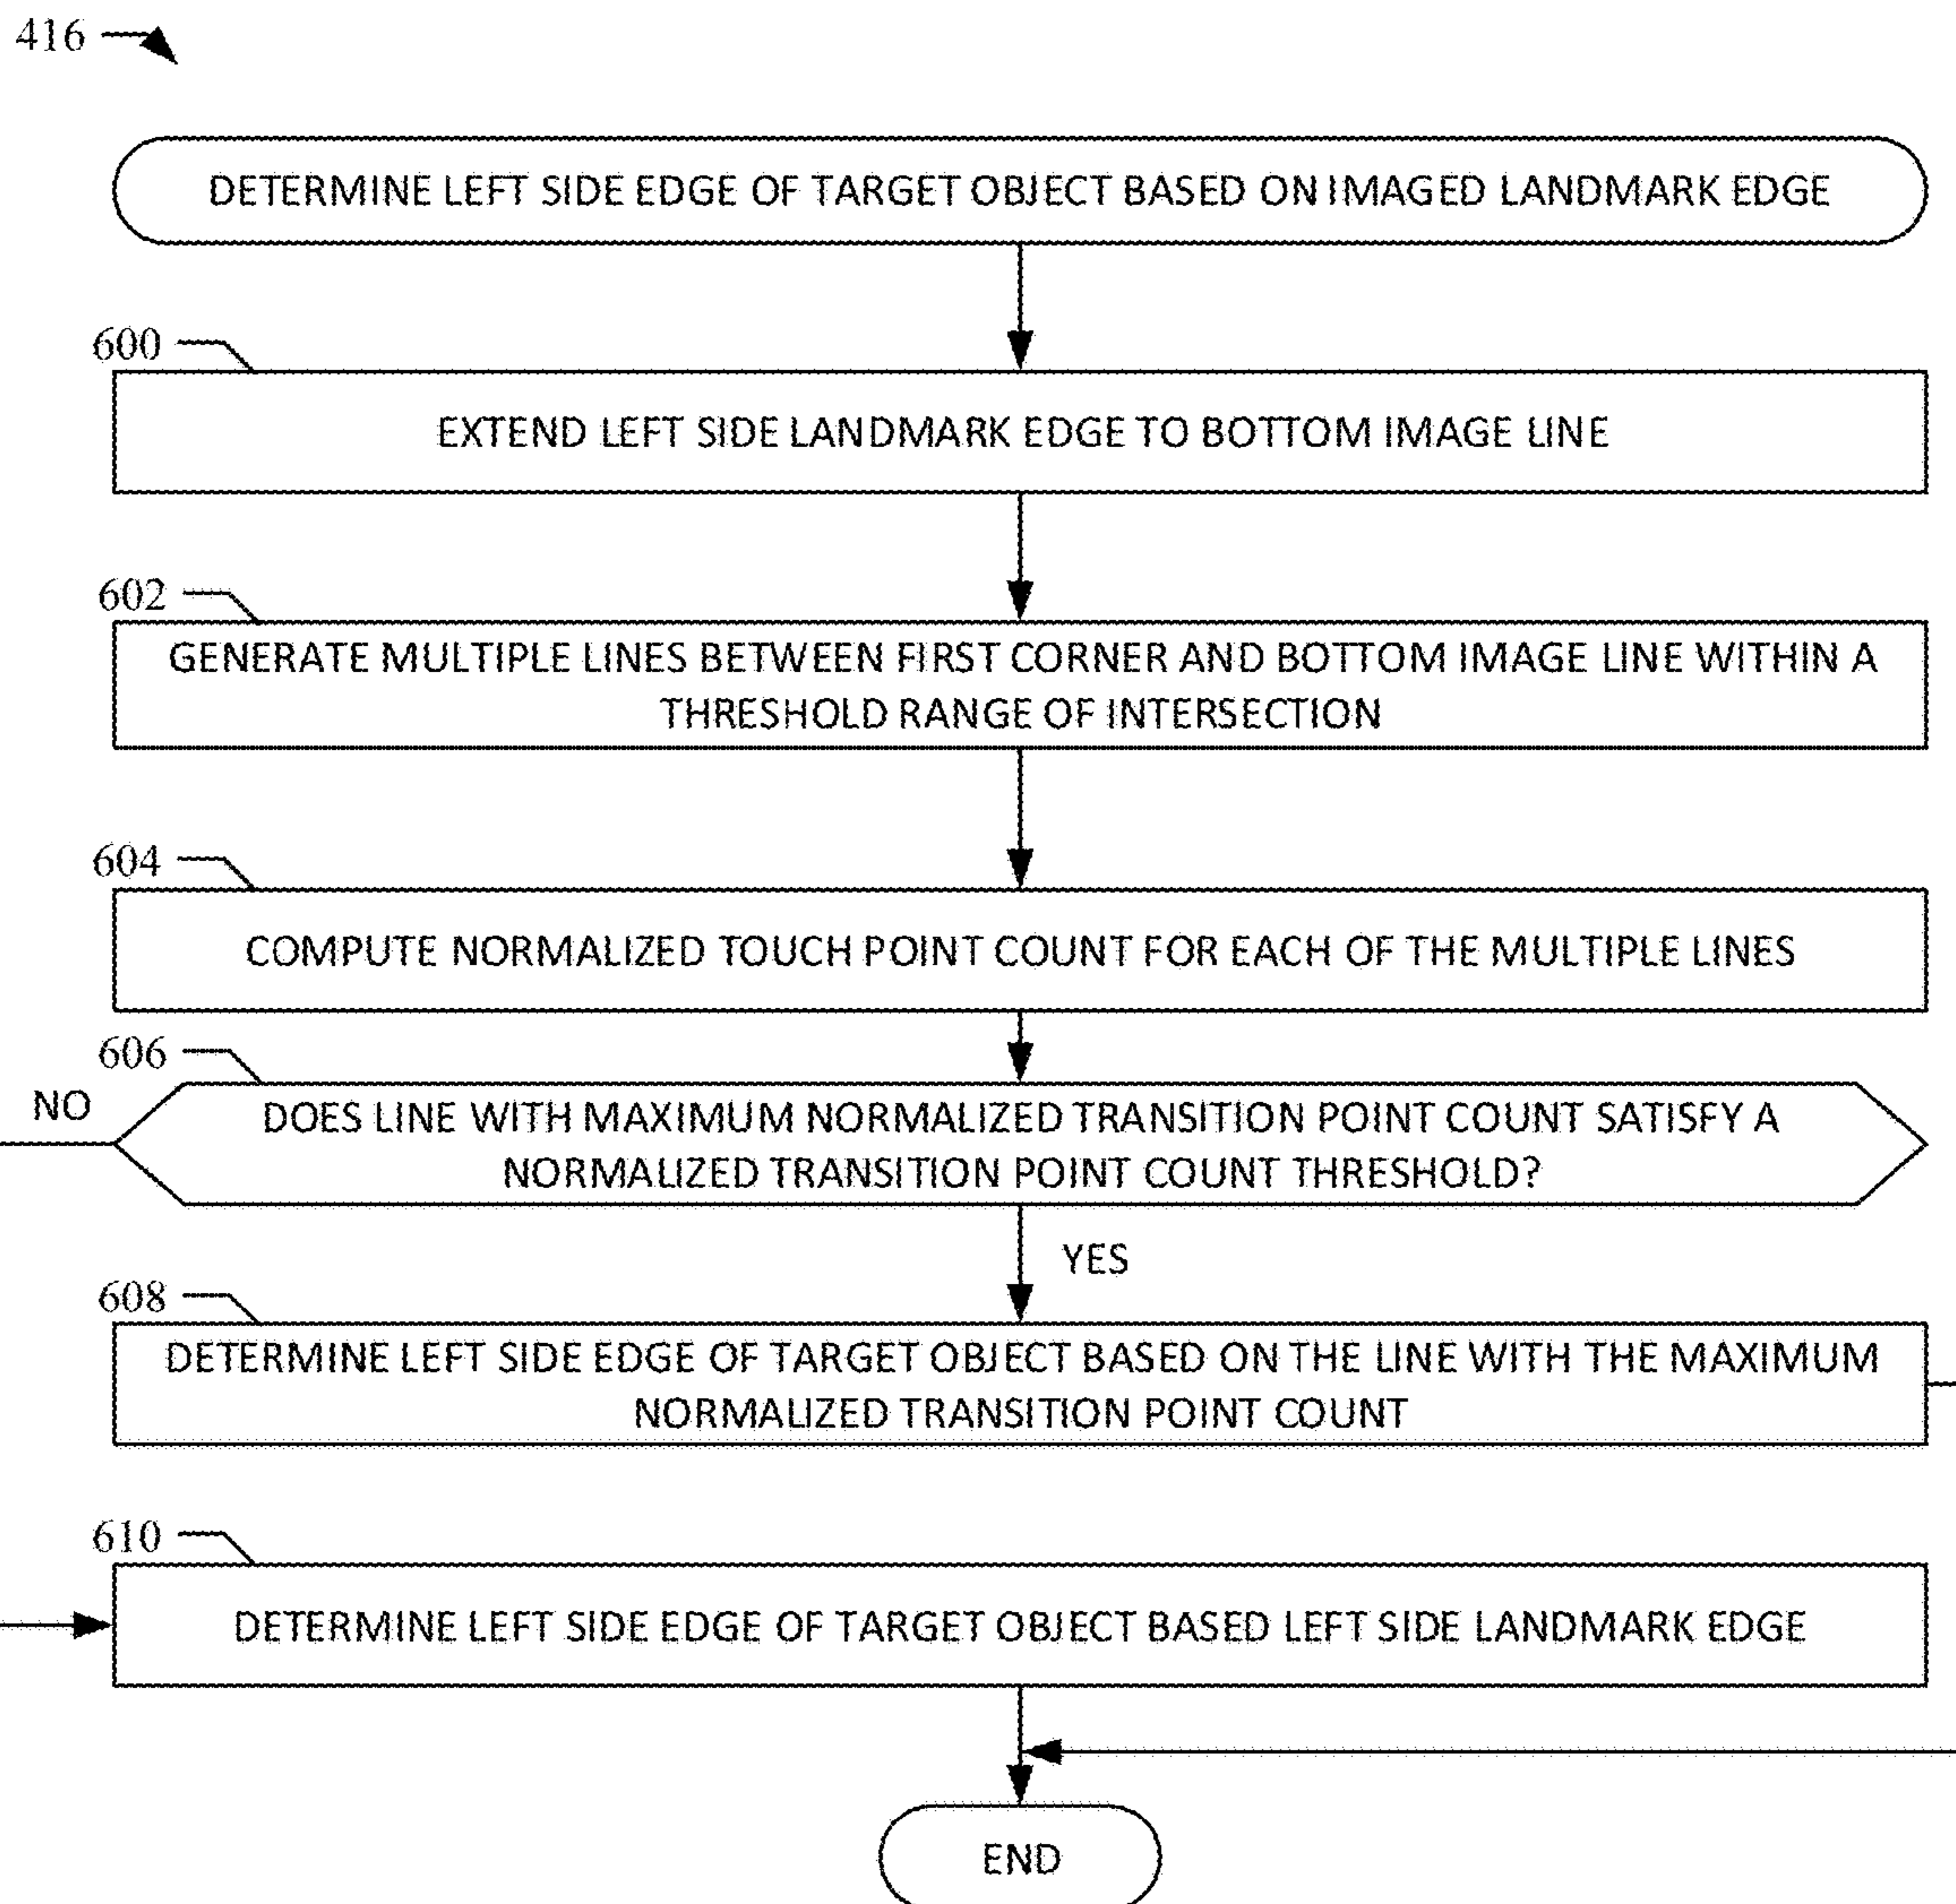 416
DETERMINE LEFT SIDE EDGE OF TARGET OBJECT BASED ON IMAGED LANDMARK EDGE
600
EXTEND LEFT SIDE LANDMARK EDGE TO BOTTOM IMAGE LINE
602
GENERATE MULTIPLE LINES BETWEEN FIRST CORNER AND BOTTOM IMAGE LINE WITHIN A
THRESHOLD RANGE OF INTERSECTION
604
COMPUTE NORMALIZED TOUCH POINT COUNT FOR EACH OF THE MULTIPLE LINES
606
NO
DOES LINE WITH MAXIMUM NORMALIZED TRANSITION POINT COUNT SATISFY A
NORMALIZED TRANSITION POINT COUNT THRESHOLD?
YES
608
DETERMINE LEFT SIDE EDGE OF TARGET OBJECT BASED ON THE LINE WITH THE MAXIMUM
NORMALIZED TRANSITION POINT COUNT
610
DETERMINE LEFT SIDE EDGE OF TARGET OBJECT BASED LEFT SIDE LANDMARK EDGE
END